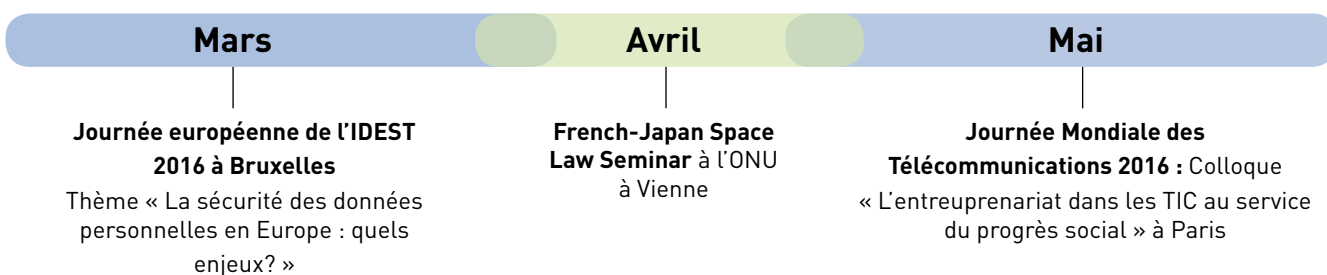 Mars
Avril
Mai
Journée européenne de l'IDEST
2016 à Bruxelles
Thème « La sécurité des données
personnelles en Europe : quels
enjeux? »
French-Japan Space
Law Seminar à l'ONU
à Vienne
Journée Mondiale des
Télécommunications 2016 : Colloque
« L'entreuprenariat dans les TIC au service
du progrès social » à Paris